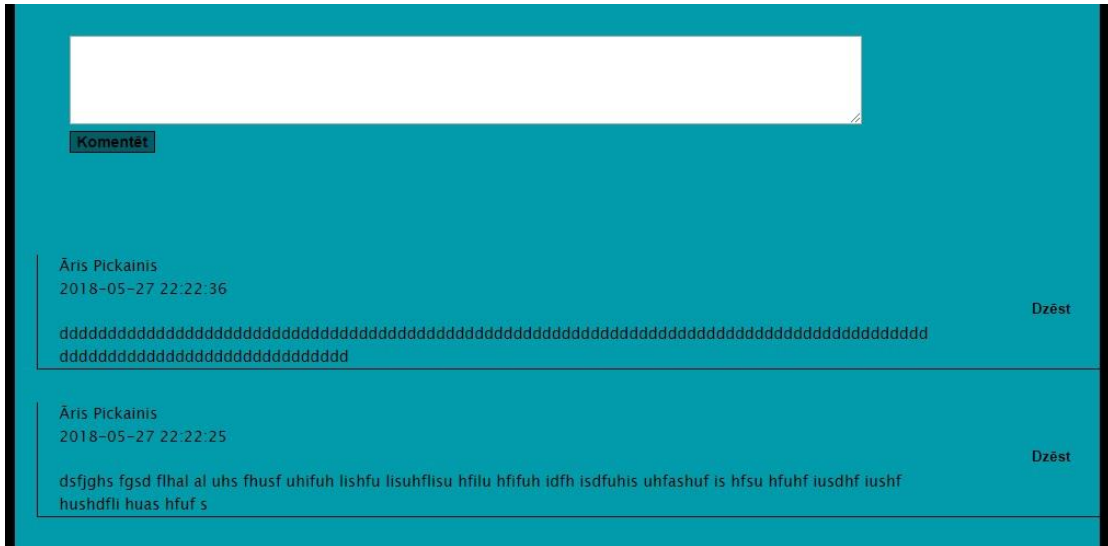 Komentēt
Āris Pickainis
2018-05-27 22:22:36
Dzēst
dddddddddddddddddddddddddddddddddddddddddddddddddddddddddddddddddddddddddddddddddddddddddd
dddddddddddddddddddddddddddddd
Āris Pickainis
2018-05-27 22:22:25
Dzēst
dsfjghs fgsd flhal al uhs fhusf uhifuh lishfu lisuhflisu hfilu hfifuh idfh isdfuhis uhfashuf is hfsu hfuhf iusdhf iushf
hushdfli huas hfuf s